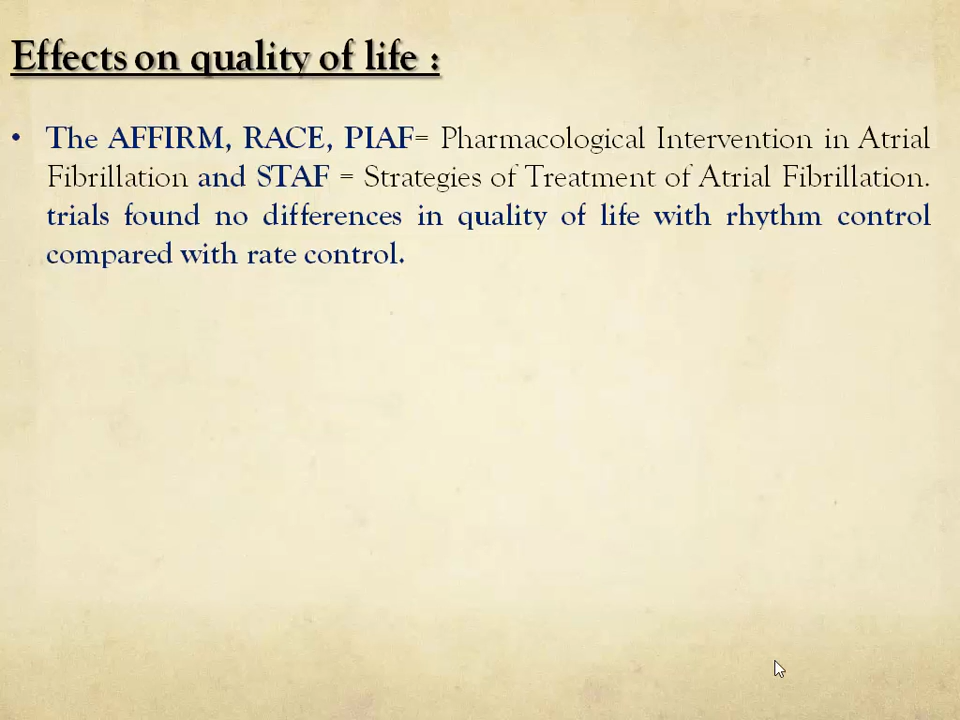 Effects on quality of life :
• The AFFIRM, RACE, PIAF= Pharmacological Intervention in Atrial
Fibrillation and STAF = Strategies of Treatment of Atrial Fibrillation.
trials found no differences in quality of life with rhythm control
compared with rate control.